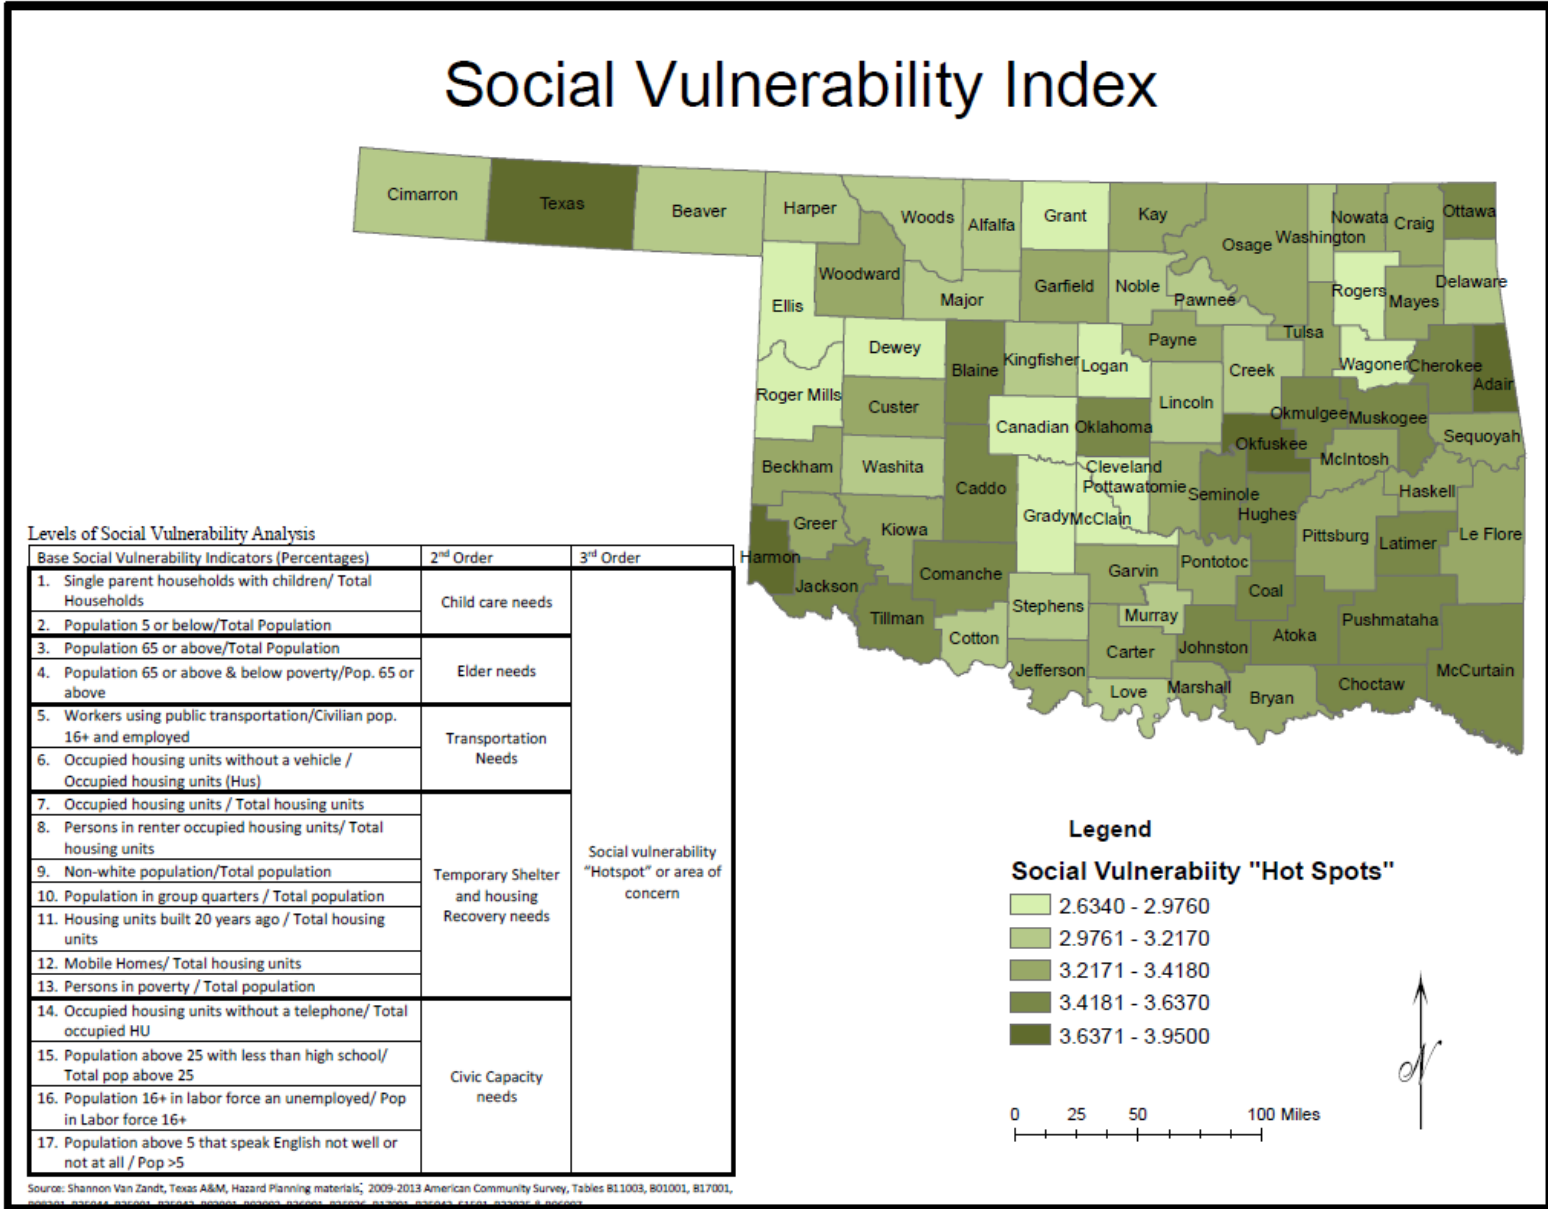 Social Vulnerability Index
Cimarron
Texas
Beaver
Harper
Woods
Alfalfa
Grant
Kay
Osage
Washington
Nowata
Craig
Ottawa
Woodward
Ellis
Major
Garfield
Noble
Pawnee
Rogers
Mayes
Delaware
Tulsa
Dewey
Blaine
Kingfisher
Logan
Payne
Creek
Wagoner
Cherokee
Adair
Roger Mills
Custer
Canadian
Oklahoma
Lincoln
Okmulgee
Muskogee
Okfuskee
Sequoyah
McIntosh
Beckham
Washita
Caddo
Cleveland
Pottawatomie
Seminole
Hughes
Haskell
Grady
McClain
Pittsburg
Latimer
Le Flore
Greer
Kiowa
Harmon
Jackson
Comanche
Garvin
Pontotoc
Coal
Tillman
Stephens
Murray
Johnston
Atoka
Pushmataha
Cotton
Carter
McCurtain
Jefferson
Love
Marshall
Bryan
Choctaw
Levels of Social Vulnerability Analysis
Base Social Vulnerability Indicators (Percentages) 2nd Order 3rd Order
1. Single parent households with children/ Total
Households
2. Population 5 or below/Total Population
Child care needs
3. Population 65 or above/Total Population
4. Population 65 or above & below poverty/Pop. 65 or
above
Elder needs
5. Workers using public transportation/Civilian pop.
16+ and employed
6. Occupied housing units without a vehicle /
Occupied housing units (Hus)
Transportation
Needs
7. Occupied housing units / Total housing units
8. Persons in renter occupied housing units/ Total
housing units
9. Non-white population/Total population
10. Population in group quarters / Total population
11. Housing units built 20 years ago / Total housing
units
12. Mobile Homes/ Total housing units
13. Persons in poverty / Total population
Temporary Shelter
and housing
Recovery needs
14. Occupied housing units without a telephone/ Total
occupied HU
15. Population above 25 with less than high school/
Total pop above 25
16. Population 16+ in labor force an unemployed/ Pop
in Labor force 16+
17. Population above 5 that speak English not well or
not at all / Pop >5
Civic Capacity
needs
Social vulnerability
"Hotspot" or area of
concern
Source: Shannon Van Zandt, Texas A&M, Hazard Planning materials; 2009-2013 American Community Survey, Tables B11003, B01001, B17001,
Legend
Social Vulnerabiity "Hot Spots"
2.6340 - 2.9760
2.9761 - 3.2170
3.2171 - 3.4180
3.4181 - 3.6370
3.6371 - 3.9500
0 25 50 100 Miles
N